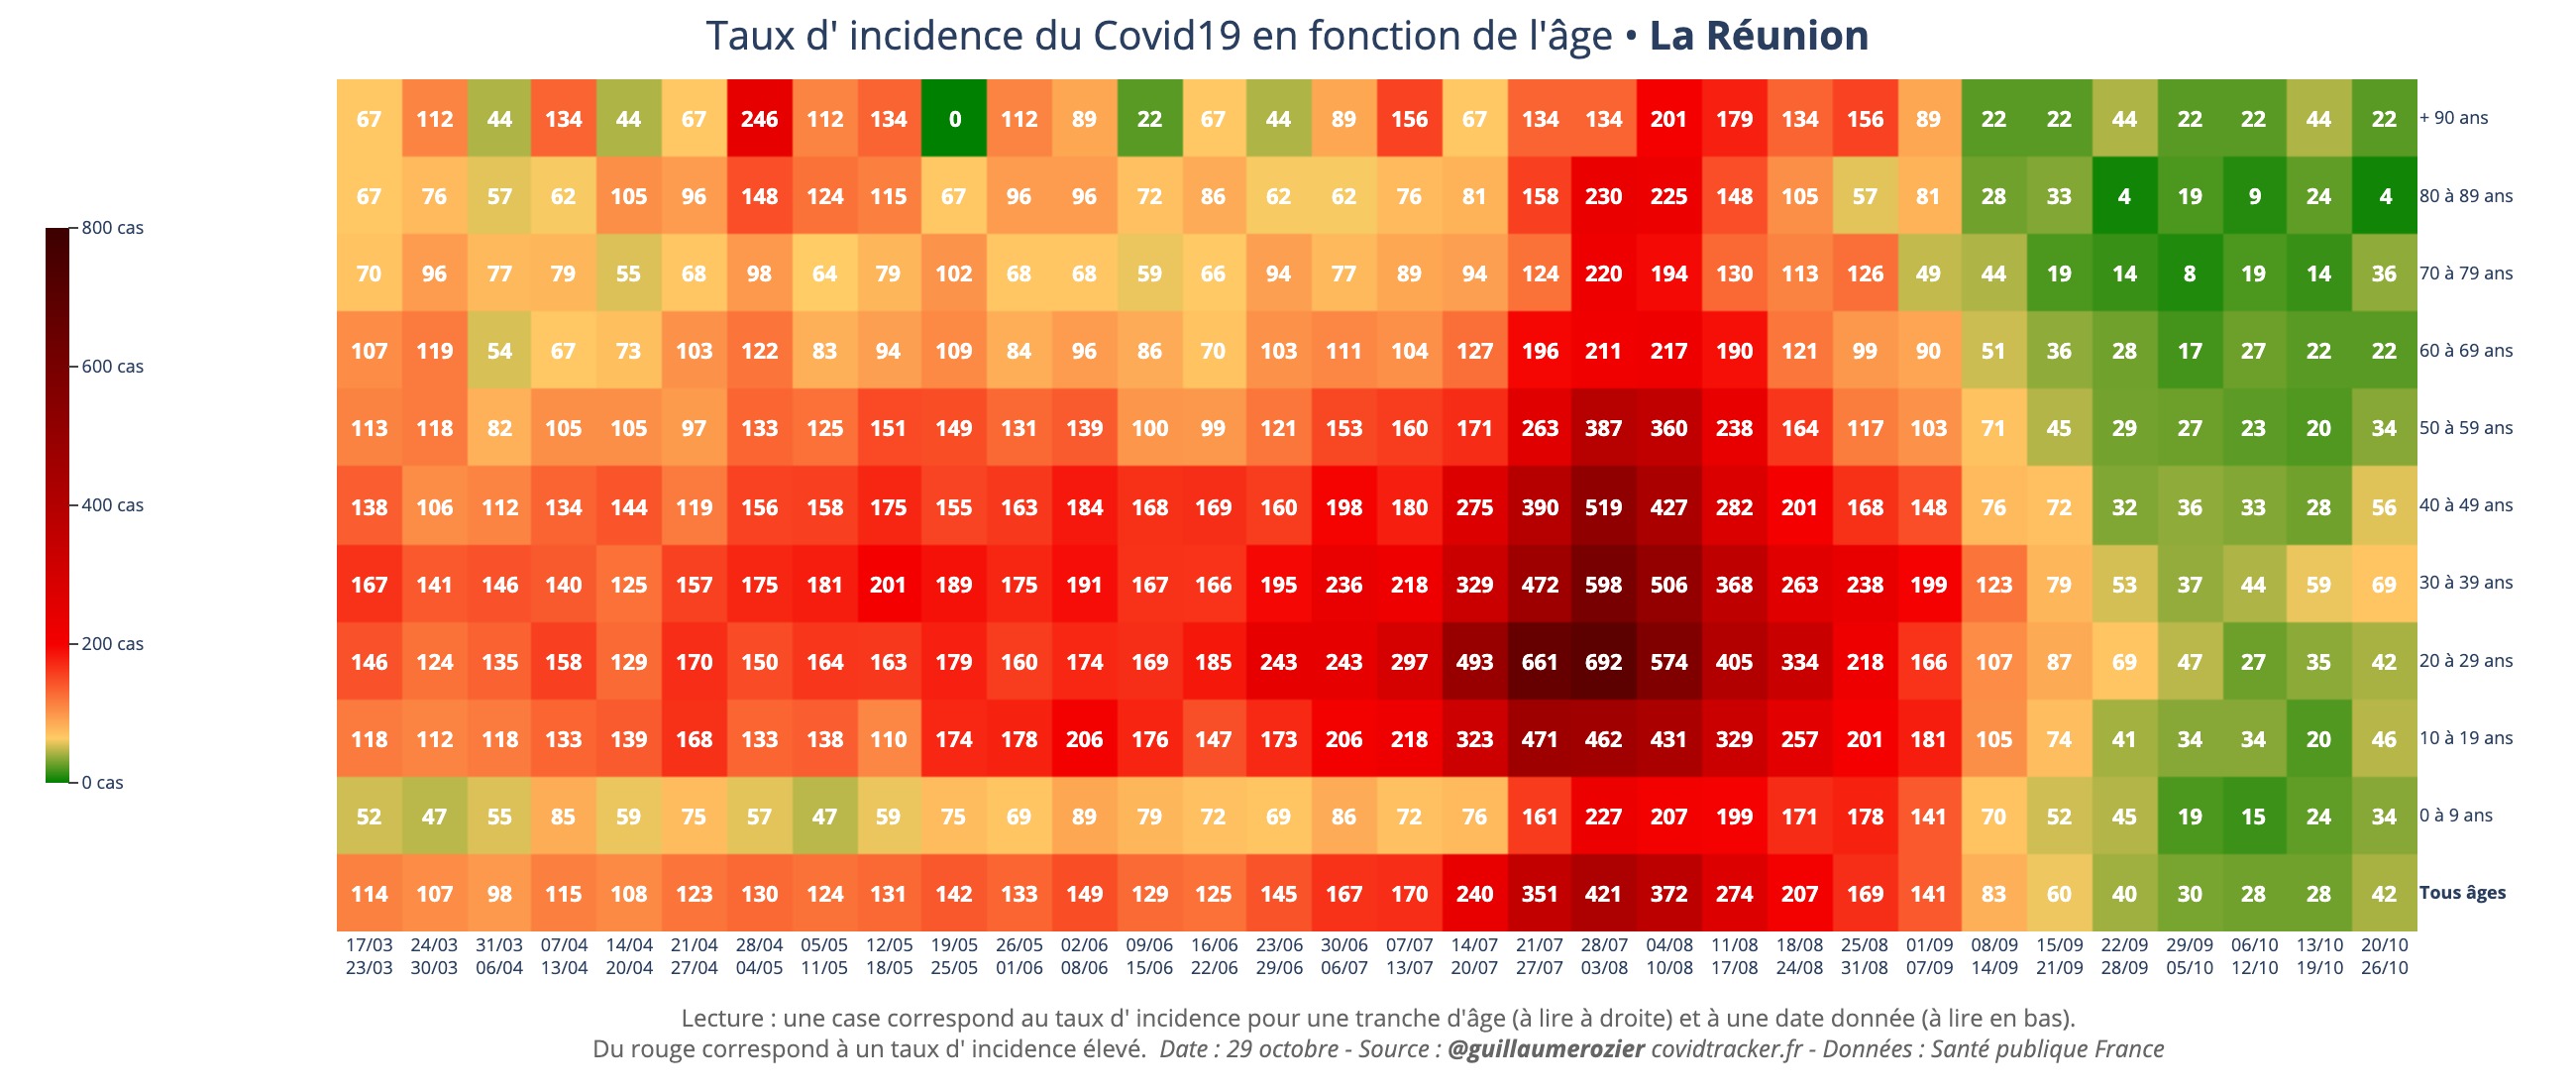 Taux d' incidence du Covid19 en fonction de l'âge • La Réunion
67 112 44 134 44 67 246 112 134 0 112 89 22 67 44 89 156 67 134 134 201 179 134 156 89 22 22 44 22 22 44 22 + 90 ans
67 76 57 62 105 96 148 124 115 67 96 96 72 86 62 62 76 81 158 230 225 148 105 57 81 28 33 4 19 9 24 4 80 à 89 ans
800 cas
70 96 77 79 55 68 98 64 79 102 68 68 59 66 94 77 89 94 124 220 194 130 113 126 49 44 19 14 8 19 14 36 70 à 79 ans
107 119 54 67 73 103 122 83 94 109 84 96 86 70 103 111 104 127 196 211 217 190 121 99 90 51 36 28 17 27 22 22 60 à 69 ans
600 cas
113 118 82 105 105 97 133 125 151 149 131 139 100 99 121 153 160 171 263 387 360 238 164 117 103 71 45 29 27 23 20 34 50 à 59 ans
400 cas
138 106 112 134 144 119 156 158 175 155 163 184 168 169 160 198 180 275 390 519 427 282 201 168 148 76 72 32 36 33 28 56 40 à 49 ans
167 141 146 140 125 157 175 181 201 189 175 191 167 166 195 236 218 329 472 598 506 368 263 238 199 123 79 53 37 44 59 69 30 à 39 ans
200 cas
146 124 135 158 129 170 150 164 163 179 160 174 169 185 243 243 297 493 661 692 574 405 334 218 166 107 87 69 47 27 35 42 20 à 29 ans
118 112 118 133 139 168 133 138 110 174 178 206 176 147 173 206 218 323 471 462 431 329 257 201 181 105 74 41 34 34 20 46 10 à 19 ans
0 cas
52 47 55 85 59 75 57 47 59 75 69 89 79 72 69 86 72 76 161 227 207 199 171 178 141 70 52 45 19 15 24 34 0 à 9 ans
114 107 98 115 108 123 130 124 131 142 133 149 129 125 145 167 170 240 351 421 372 274 207 169 141 83 60 40 30 28 28 42 Tous âges
17/03 24/03 31/03 07/04 14/04 21/04 28/04 05/05 12/05 19/05 26/05 02/06 09/06 16/06 23/06 30/06 07/07 14/07 21/07 28/07 04/08 11/08 18/08 25/08 01/09 08/09 15/09 22/09 29/09 06/10 13/10 20/10
23/03 30/03 06/04 13/04 20/04 27/04 04/05 11/05 18/05 25/05 01/06 08/06 15/06 22/06 29/06 06/07 13/07 20/07 27/07 03/08 10/08 17/08 24/08 31/08 07/09 14/09 21/09 28/09 05/10 12/10 19/10 26/10
Lecture : une case correspond au taux d' incidence pour une tranche d'âge (à lire à droite) et à une date donnée (à lire en bas).
Du rouge correspond à un taux d' incidence élevé. Date : 29 octobre - Source : @guillaumerozier covidtracker.fr - Données : Santé publique France